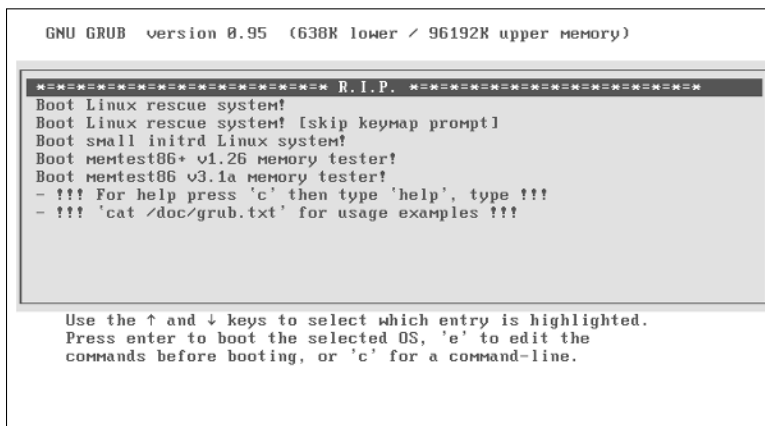 GNU GRUB  version 0.95  (638K lower / 96192K upper memory)
*=*=*=*=*=*=*=*=*=*=*=*=*=* R.I.P. *=*=*=*=*=*=*=*=*=*=*=*=*=*
Boot Linux rescue system!
Boot Linux rescue system! [skip keymap prompt]
Boot small initrd Linux system!
Boot memtest86+ v1.26 memory tester!
Boot memtest86 v3.1a memory tester!
- !!! For help press 'c' then type 'help', type !!!
- !!! 'cat /doc/grub.txt' for usage examples !!!
Use the ↑ and ↓ keys to select which entry is highlighted.
Press enter to boot the selected OS, 'e' to edit the
commands before booting, or 'c' for a command-line.